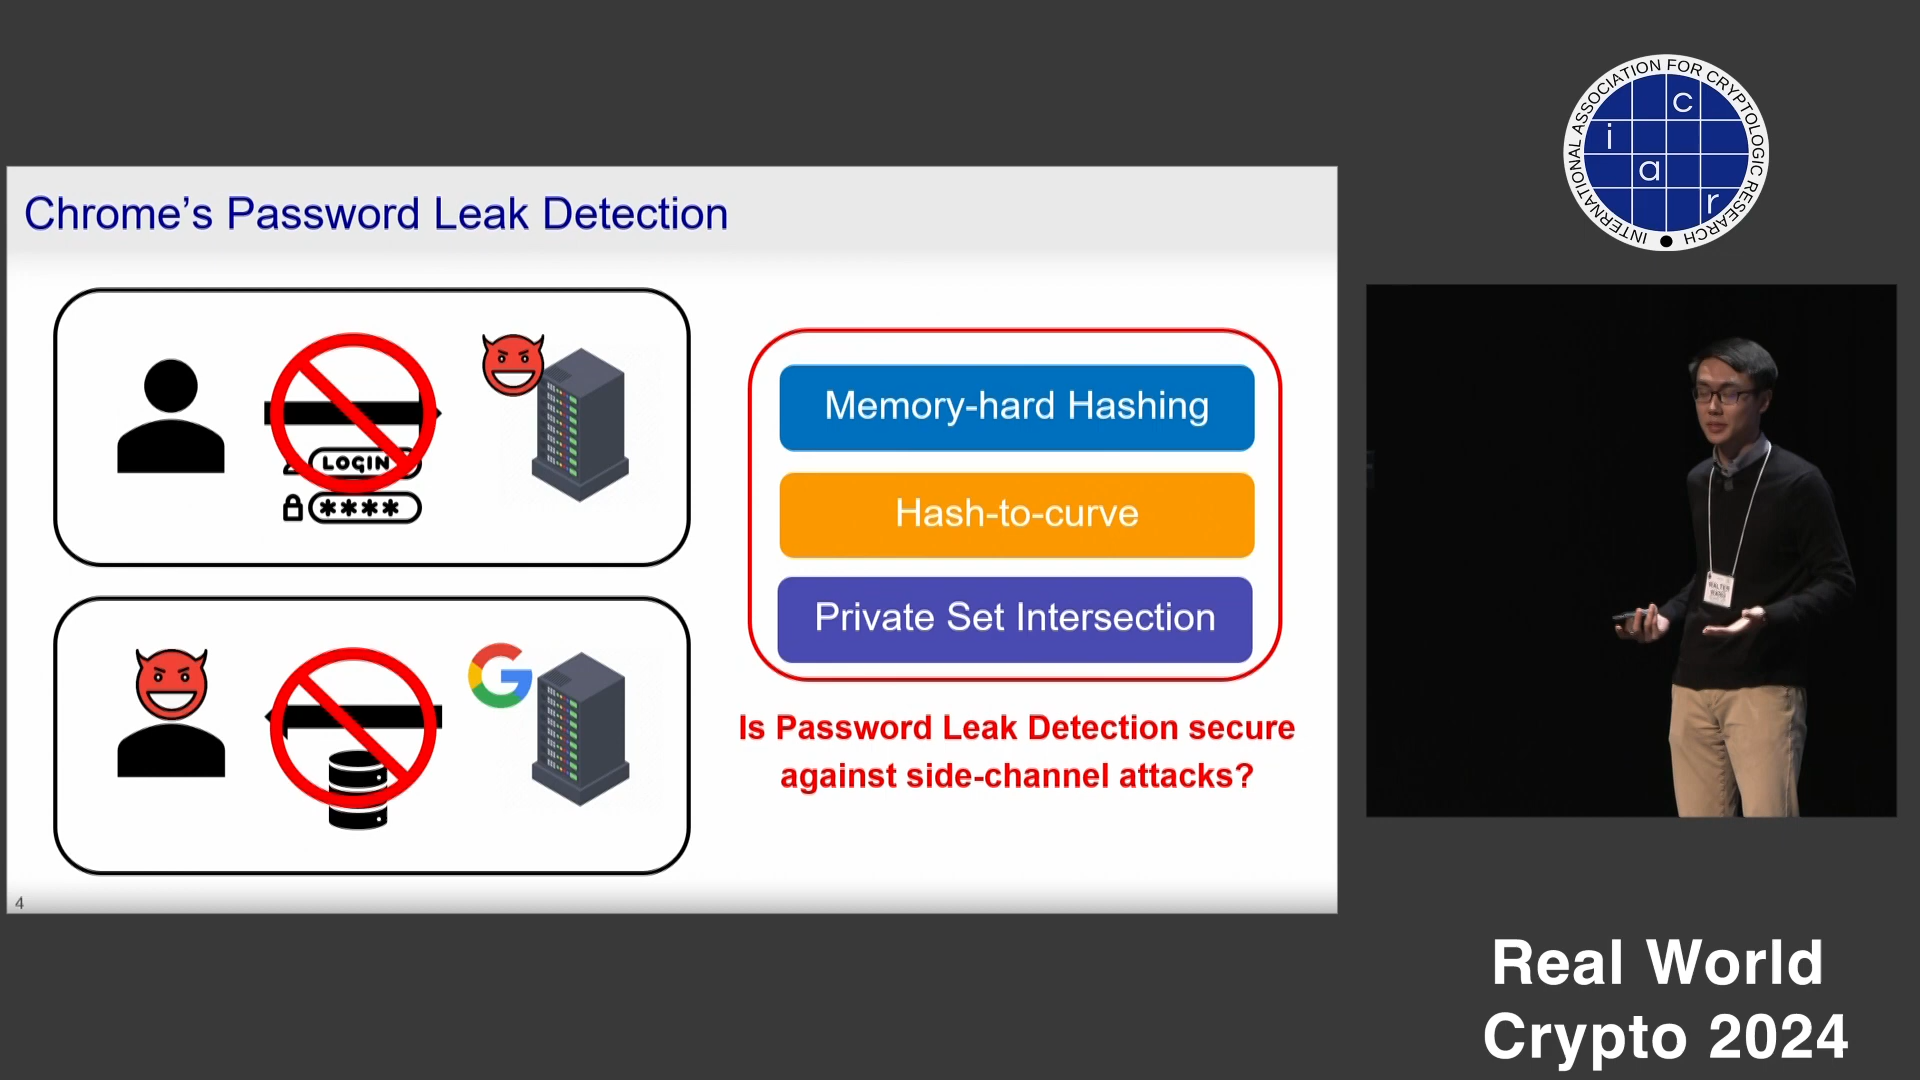 Chrome's Password Leak Detection
LOGIN
****
Memory-hard Hashing
Hash-to-curve
Private Set Intersection
Is Password Leak Detection secure
against side-channel attacks?
4
INTERNATIONAL ASSOCIATION FOR CRYPTOLOGIC RESEARCH
i a c r
WALTER
Real World
Crypto 2024